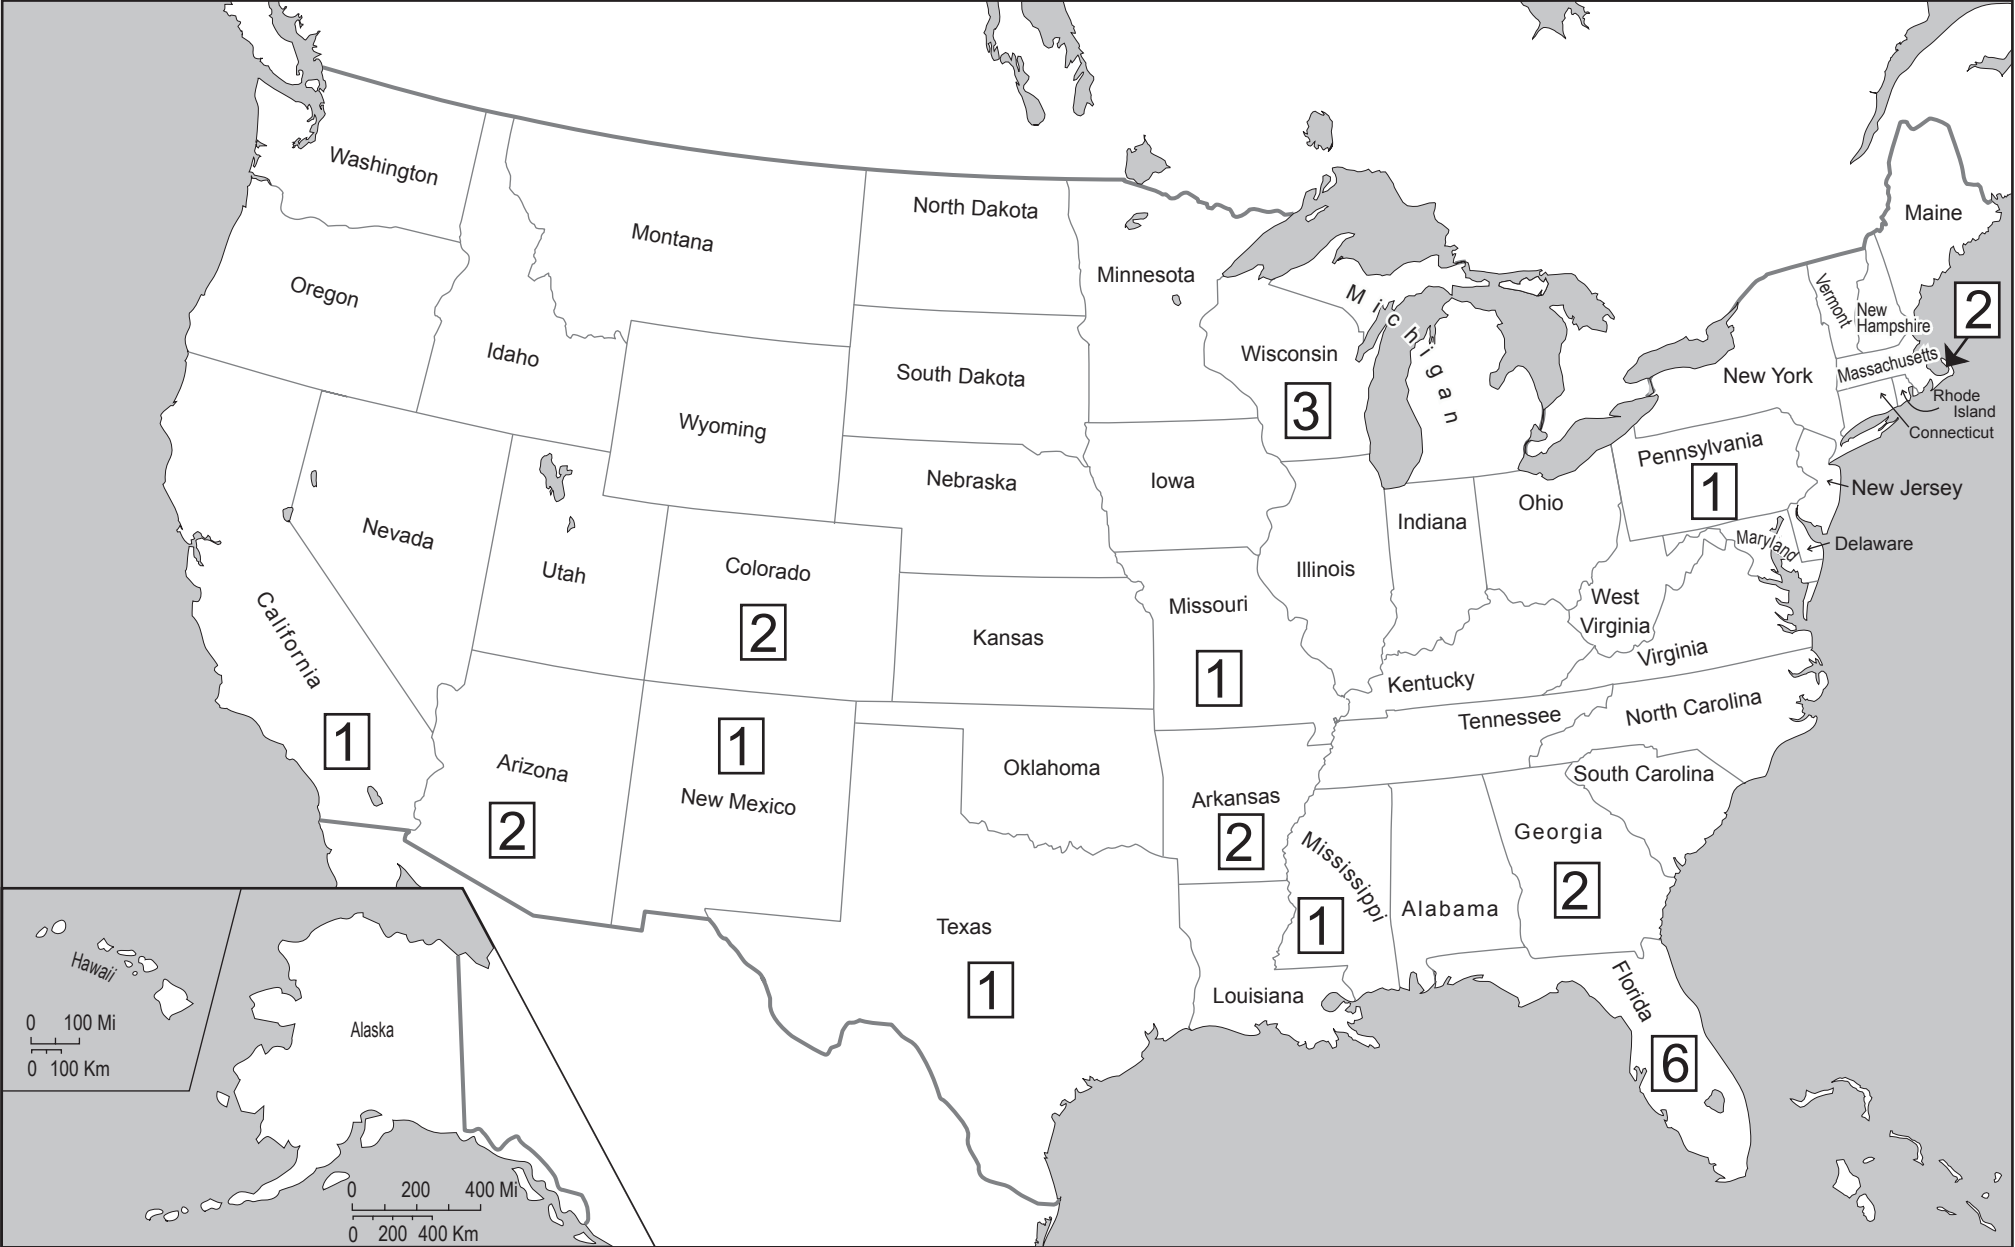 Washington
Montana
North Dakota
Minnesota
Maine
Oregon
Idaho
Wyoming
South Dakota
Wisconsin
3
Michigan
Vermont
New
Hampshire
2
Massachusetts
New York
Rhode
Island
Connecticut
Nebraska
Iowa
Pennsylvania
1
New Jersey
Nevada
Utah
Colorado
2
Kansas
Missouri
1
Illinois
Indiana
Ohio
Maryland
Delaware
West
Virginia
Virginia
Kentucky
California
1
Arizona
2
1
New Mexico
Oklahoma
Arkansas
2
Tennessee
North Carolina
South Carolina
Georgia
2
Mississippi
1
Alabama
Texas
1
Louisiana
Florida
6
Hawaii
0 100 Mi
0 100 Km
Alaska
0 200 400 Mi
0 200 400 Km